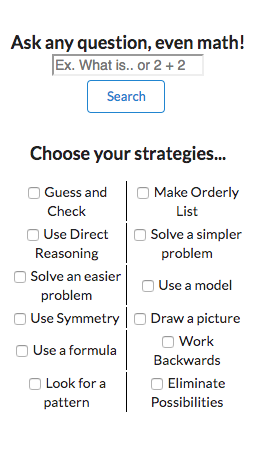 Ask any question, even math!
Ex. What is.. or 2 + 2
Search
Choose your strategies...
Guess and
Check
Make Orderly
List
Use Direct
Reasoning
Solve a simpler
problem
Solve an easier
problem
Use a model
Use Symmetry
Draw a picture
Use a formula
Work
Backwards
Look for a
pattern
Eliminate
Possibilities